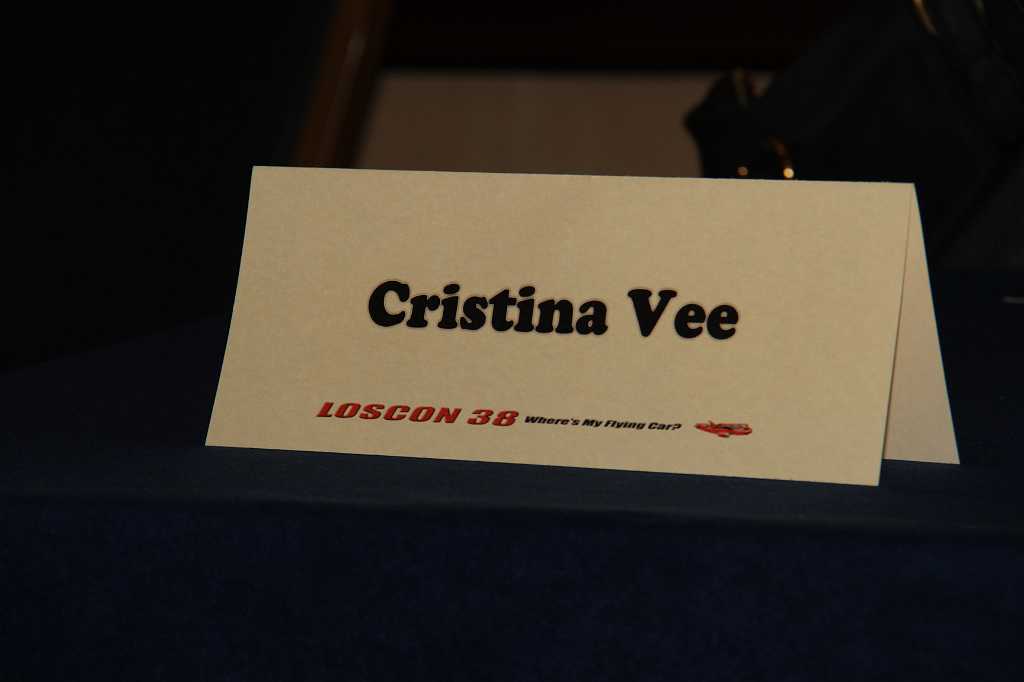 Cristina Vee
LOSCON 38 Where's My Flying Car?